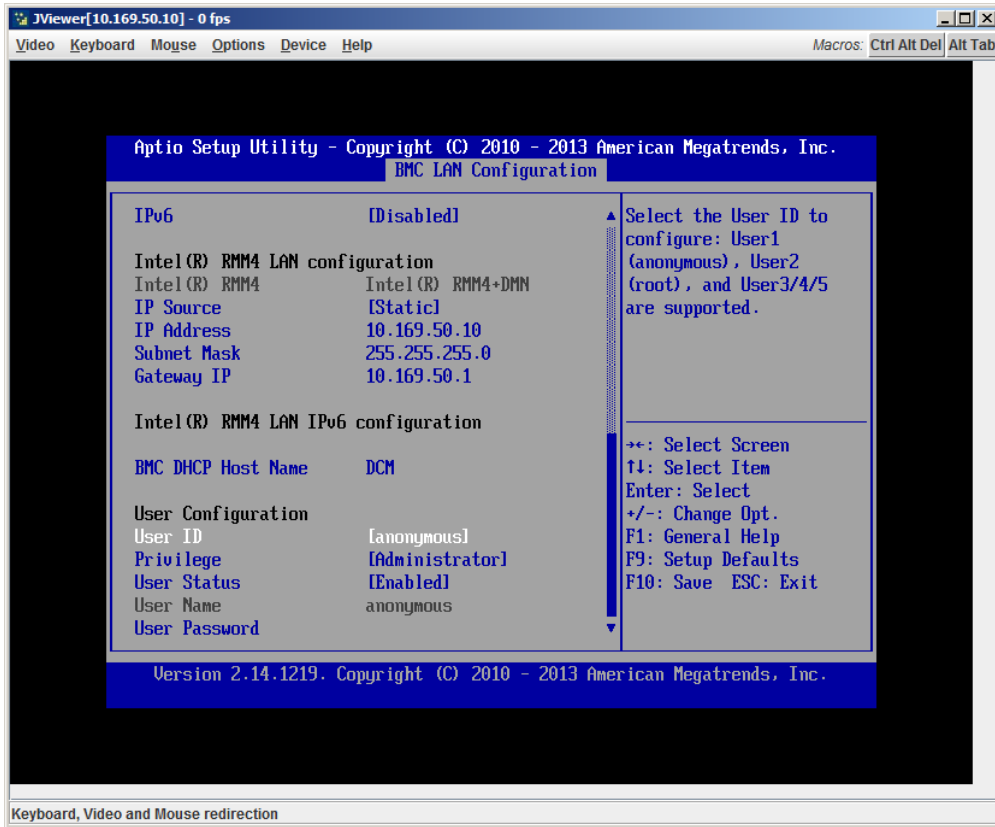 JViewer[10.169.50.10] - 0 fps
Video Keyboard Mouse Options Device Help Macros: Ctrl Alt Del Alt Tab
Aptio Setup Utility - Copyright (C) 2010 - 2013 American Megatrends, Inc.
BMC LAN Configuration
IPv6 [Disabled]
Intel(R) RMM4 LAN configuration
Intel(R) RMM4 Intel(R) RMM4+DMN
IP Source [Static]
IP Address 10.169.50.10
Subnet Mask 255.255.255.0
Gateway IP 10.169.50.1
Intel(R) RMM4 LAN IPv6 configuration
BMC DHCP Host Name DCM
User Configuration
User ID [anonymous]
Privilege [Administrator]
User Status [Enabled]
User Name anonymous
User Password
Select the User ID to
configure: User1
(anonymous), User2
(root), and User3/4/5
are supported.
→←: Select Screen
↑↓: Select Item
Enter: Select
+/-: Change Opt.
F1: General Help
F9: Setup Defaults
F10: Save ESC: Exit
Version 2.14.1219. Copyright (C) 2010 - 2013 American Megatrends, Inc.
Keyboard, Video and Mouse redirection